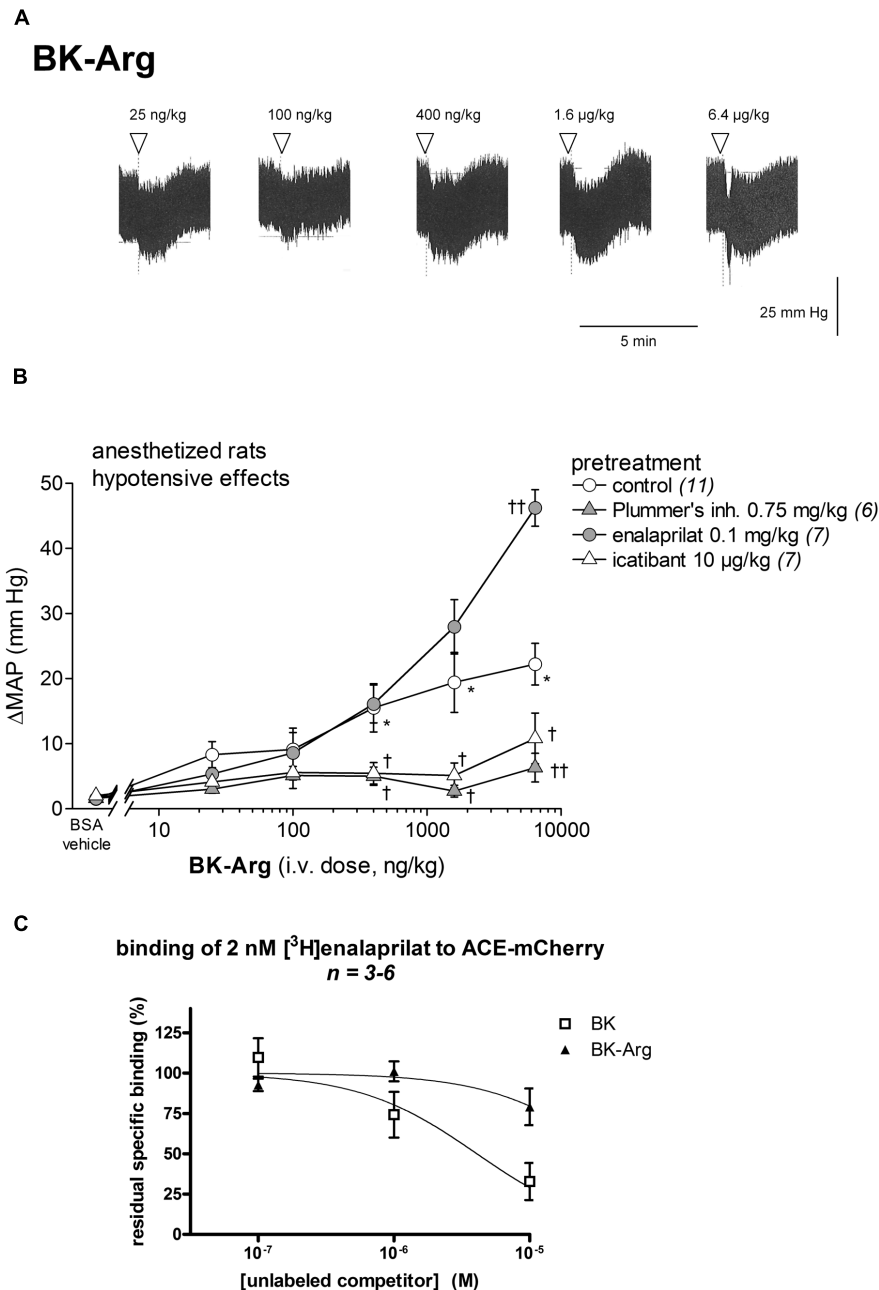 A
BK-Arg
25 ng/kg
100 ng/kg
400 ng/kg
1.6 µg/kg
6.4 µg/kg
25 mm Hg
5 min
B
anesthetized rats
hypotensive effects
pretreatment
control (11)
Plummer's inh. 0.75 mg/kg (6)
enalaprilat 0.1 mg/kg (7)
icatibant 10 µg/kg (7)
ΔMAP (mm Hg)
50
40
30
20
10
0
††
*
*
*
†
†
†
†
†
††
BSA
vehicle
10
100
1000
10000
BK-Arg (i.v. dose, ng/kg)
C
binding of 2 nM [³H]enalaprilat to ACE-mCherry
n = 3-6
BK
BK-Arg
residual specific binding (%)
125
100
75
50
25
0
10⁻⁷
10⁻⁶
10⁻⁵
[unlabeled competitor] (M)